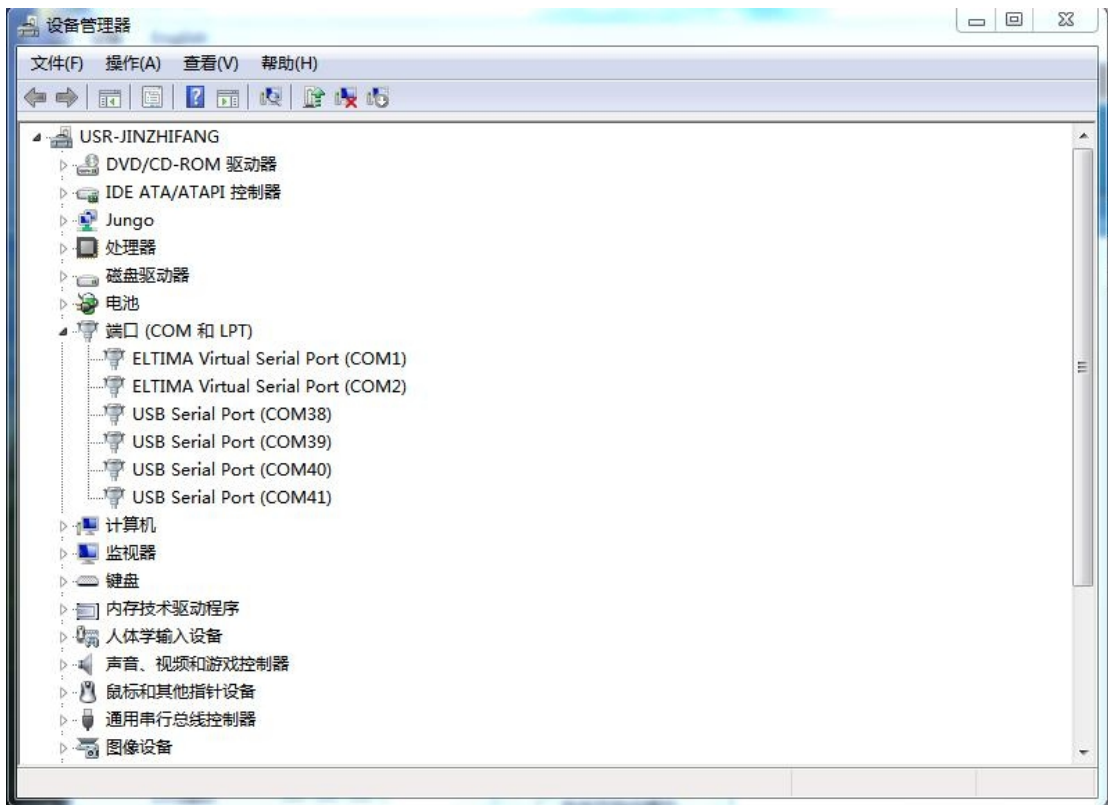 设备管理器
文件(F) 操作(A) 查看(V) 帮助(H)
USR-JINZHIFANG
DVD/CD-ROM 驱动器
IDE ATA/ATAPI 控制器
Jungo
处理器
磁盘驱动器
电池
端口 (COM 和 LPT)
ELTIMA Virtual Serial Port (COM1)
ELTIMA Virtual Serial Port (COM2)
USB Serial Port (COM38)
USB Serial Port (COM39)
USB Serial Port (COM40)
USB Serial Port (COM41)
计算机
监视器
键盘
内存技术驱动程序
人体学输入设备
声音、视频和游戏控制器
鼠标和其他指针设备
通用串行总线控制器
图像设备